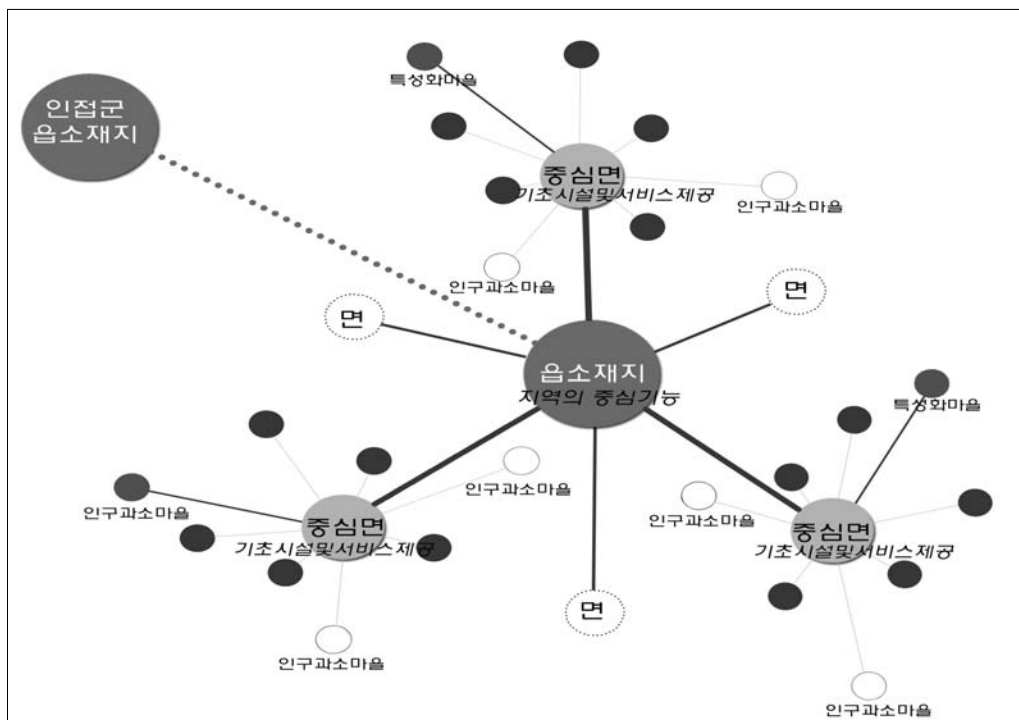 특성화마을
인접군
읍소재지
중심면
기초시설및서비스제공
인구과소마을
인구과소마을
면
면
읍소재지
지역의 중심기능
특성화마을
인구과소마을
인구과소마을
인구과소마을
중심면
기초시설및서비스제공
중심면
기초시설및서비스제공
면
인구과소마을
인구과소마을